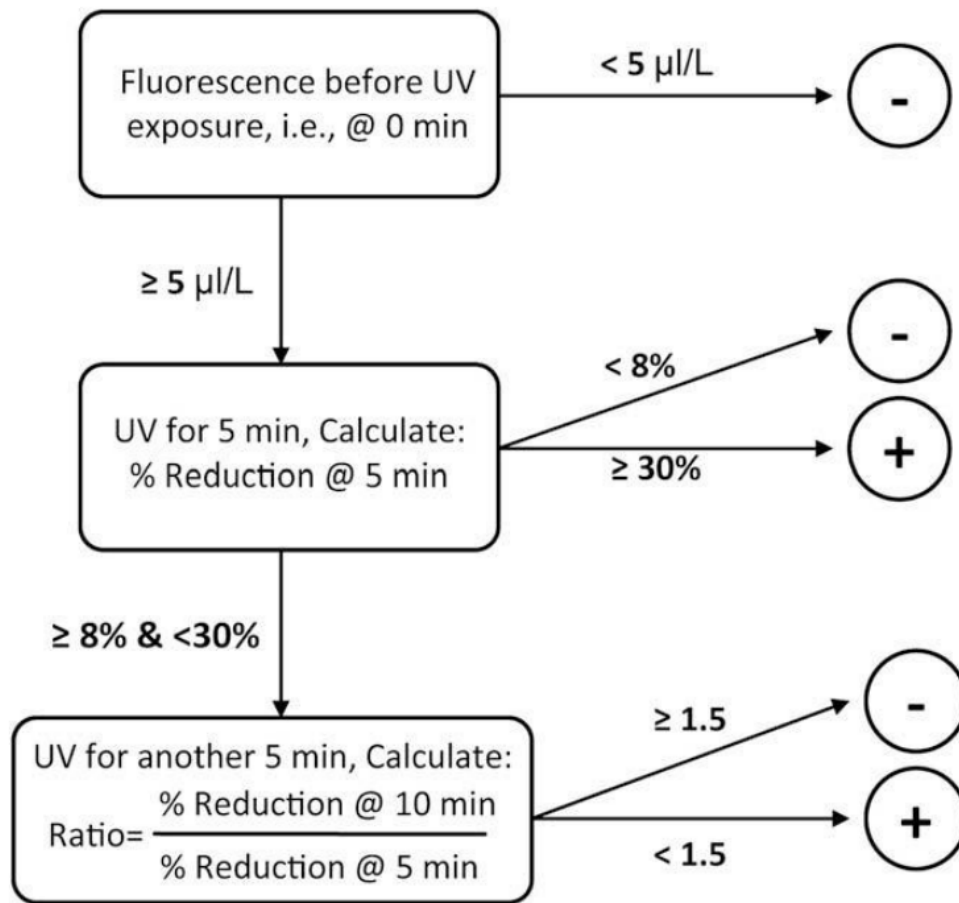 Fluorescence before UV
exposure, i.e., @ 0 min
< 5 µl/L
-
≥ 5 µl/L
UV for 5 min, Calculate:
% Reduction @ 5 min
< 8%
-
≥ 30%
+
≥ 8% & <30%
UV for another 5 min, Calculate:
Ratio=
% Reduction @ 10 min
% Reduction @ 5 min
≥ 1.5
-
< 1.5
+